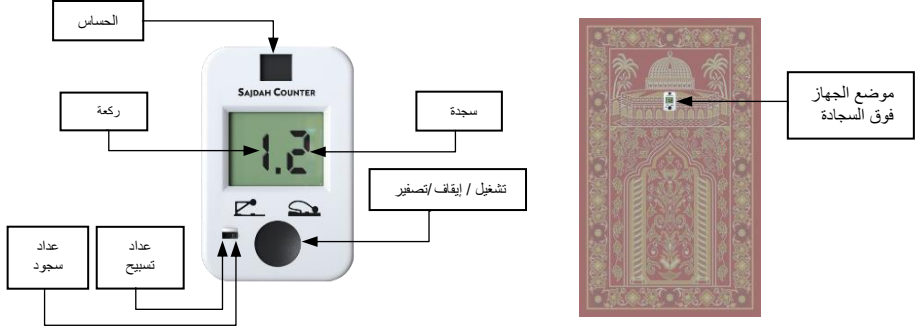 الحساس
SAJDAH COUNTER
ركعة
سجدة
1.2
تشغيل / إيقاف /تصفير
عداد
سجود
عداد
تسبيح
موضع الجهاز
فوق السجادة